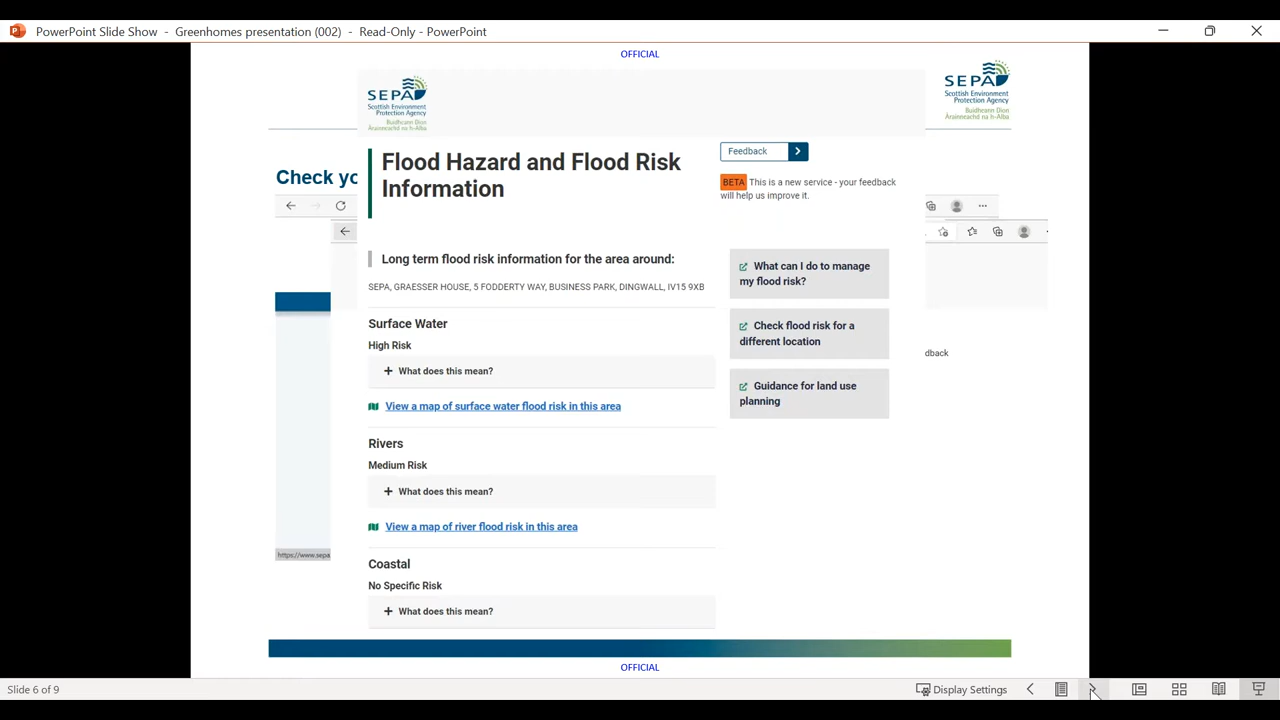 PowerPoint Slide Show - Greenhomes presentation (002) - Read-Only - PowerPoint
OFFICIAL
SEPA
Scottish Environment
Protection Agency
Buidheann Dìon
Àrainneachd na h-Alba
SEPA
Scottish Environment
Protection Agency
Buidheann Dìon
Àrainneachd na h-Alba
Flood Hazard and Flood Risk
Information
Feedback
BETA This is a new service - your feedback
will help us improve it.
Check yo
Long term flood risk information for the area around:
SEPA, GRAESSER HOUSE, 5 FODDERTY WAY, BUSINESS PARK, DINGWALL, IV15 9XB
What can I do to manage
my flood risk?
Surface Water
High Risk
What does this mean?
View a map of surface water flood risk in this area
Check flood risk for a
different location
dback
Guidance for land use
planning
Rivers
Medium Risk
What does this mean?
View a map of river flood risk in this area
https://www.sepa
Coastal
No Specific Risk
What does this mean?
OFFICIAL
Slide 6 of 9
Display Settings